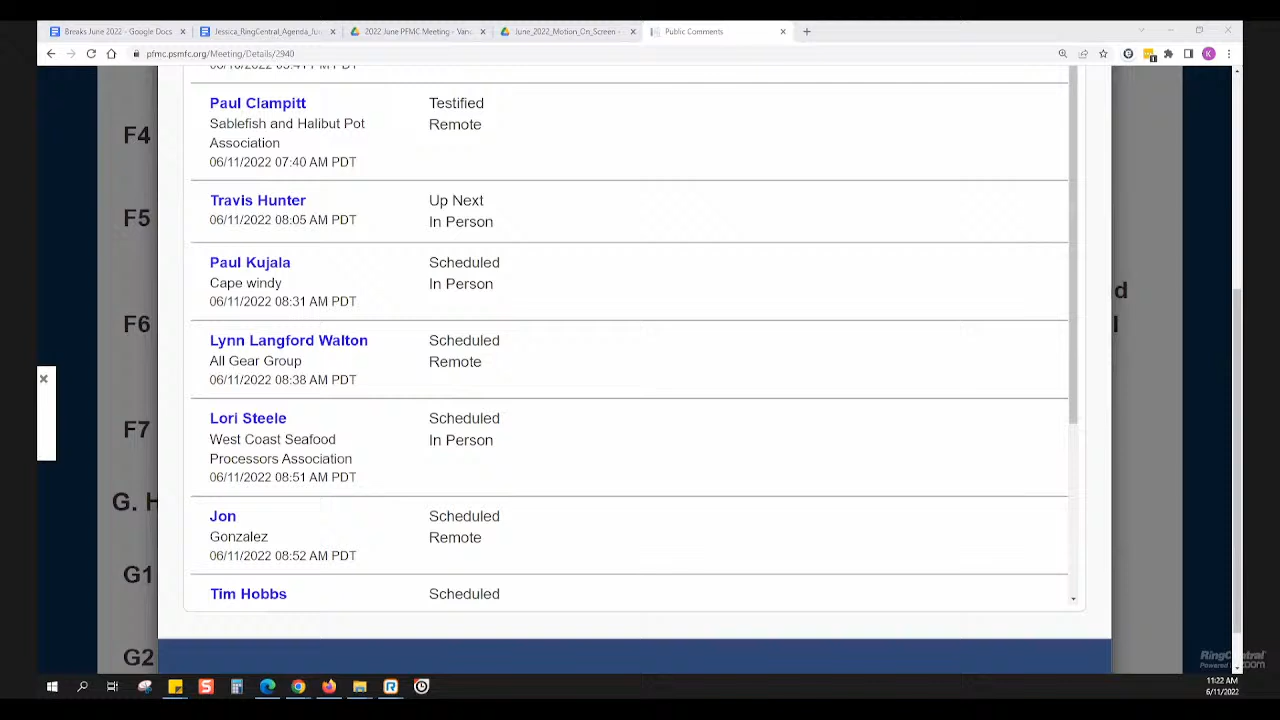 Breaks June 2022 - Google Docs
Jessica_RingCentral_Agenda_Ju
2022 June PFMC Meeting - Vanc
June_2022_Motion_On_Screen -
Public Comments
pfmc.psmfc.org/Meeting/Details/2940
F4
F5
F6
F7
G. H
G1
G2
Paul Clampitt
Testified
Sablefish and Halibut Pot
Remote
Association
06/11/2022 07:40 AM PDT
Travis Hunter
Up Next
06/11/2022 08:05 AM PDT
In Person
Paul Kujala
Scheduled
Cape windy
In Person
06/11/2022 08:31 AM PDT
Lynn Langford Walton
Scheduled
All Gear Group
Remote
06/11/2022 08:38 AM PDT
Lori Steele
Scheduled
West Coast Seafood
In Person
Processors Association
06/11/2022 08:51 AM PDT
Jon
Scheduled
Gonzalez
Remote
06/11/2022 08:52 AM PDT
Tim Hobbs
Scheduled
d
l
RingCentral
Powered by zoom
11:22 AM
6/11/2022